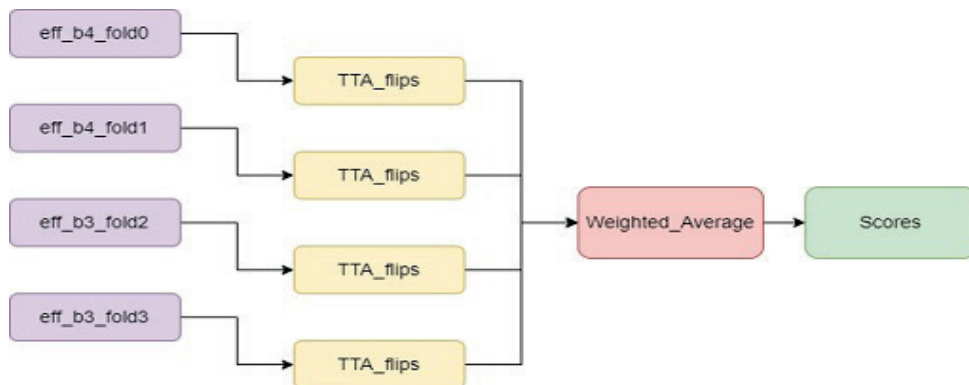 eff_b4_fold0
TTA_flips
eff_b4_fold1
TTA_flips
eff_b3_fold2
Weighted_Average
Scores
TTA_flips
eff_b3_fold3
TTA_flips